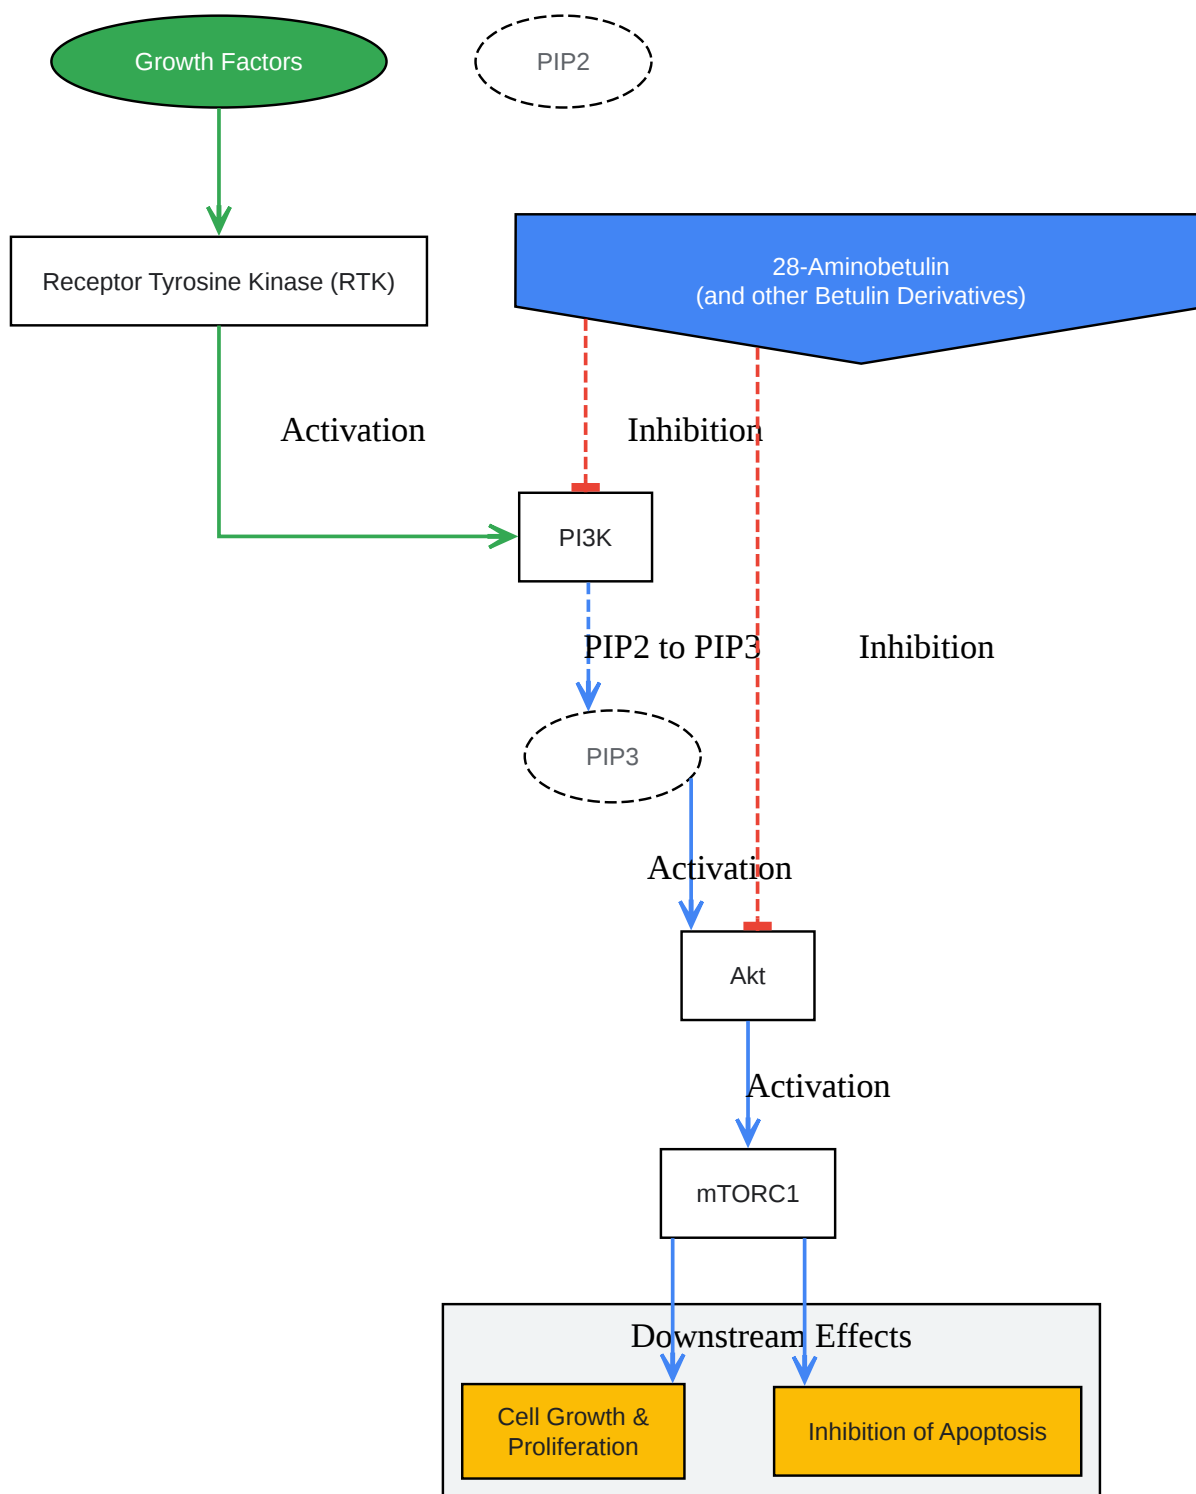 Growth Factors
PIP2
28-Aminobetulin
(and other Betulin Derivatives)
Receptor Tyrosine Kinase (RTK)
Activation
Inhibition
PI3K
PIP2 to PIP3
Inhibition
PIP3
Activation
Akt
Activation
mTORC1
Downstream Effects
Cell Growth &
Proliferation
Inhibition of Apoptosis